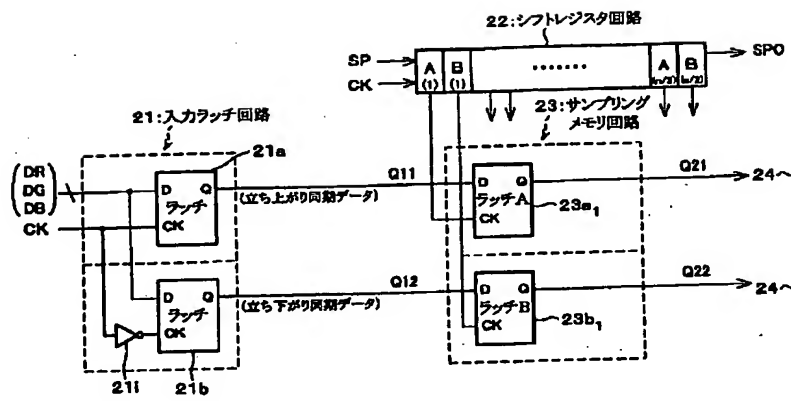 22:シフトレジスタ回路
SP
CK
A
(1)
B
(1)
.......
A
(n/2)
B
(n/2)
SPO
21:入力ラッチ回路
23:サンプリング
メモリ回路
21a
DR
DG
DB
CK
D Q
ラッチ
CK
Q11
(立ち上がり同期データ)
D Q
ラッチA
CK
23a1
Q21
24へ
D Q
ラッチ
CK
Q12
(立ち下がり同期データ)
D Q
ラッチB
CK
23b1
Q22
24へ
21i
21b